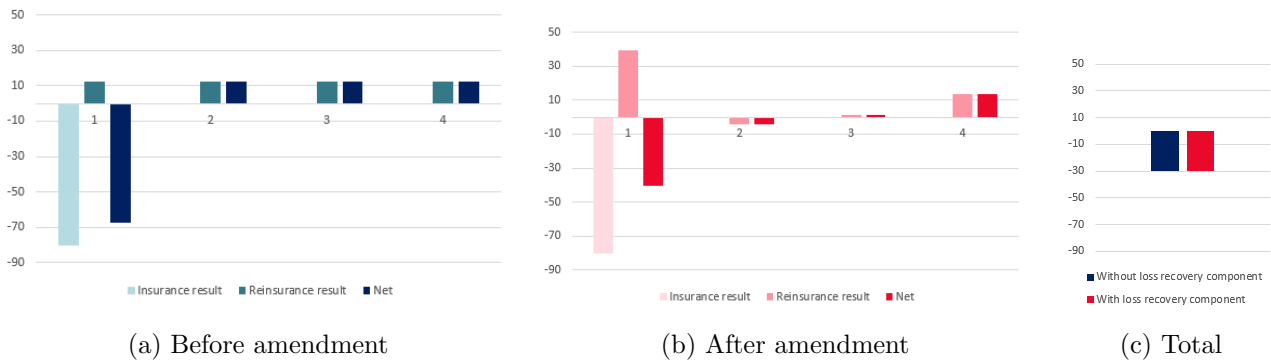 50
30
10
-10
-30
-50
-70
-90
1
2
3
4
Insurance result
Reinsurance result
Net
(a) Before amendment
50
30
10
-10
-30
-50
-70
-90
1
2
3
4
Insurance result
Reinsurance result
Net
(b) After amendment
50
30
10
-10
-30
-50
-70
-90
Without loss recovery component
With loss recovery component
(c) Total